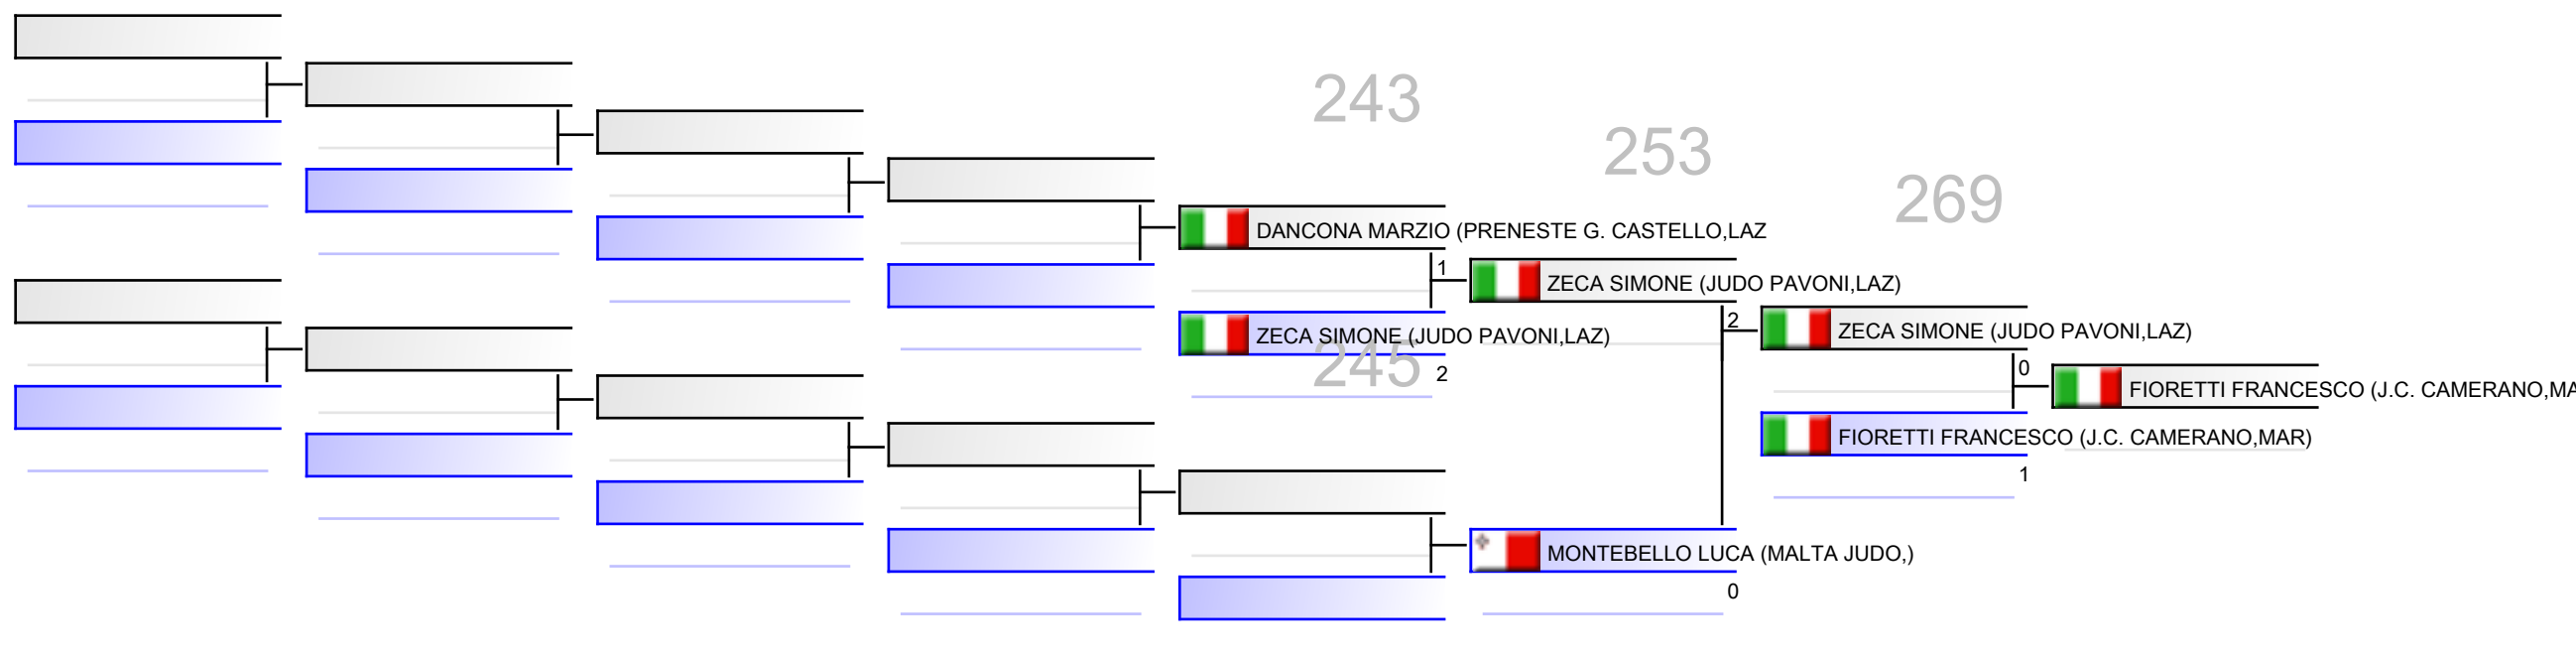 243
253
269
DANCONA MARZIO (PRENESTE G. CASTELLO,LAZ
1
ZECA SIMONE (JUDO PAVONI,LAZ)
2
ZECA SIMONE (JUDO PAVONI,LAZ)
ZECA SIMONE (JUDO PAVONI,LAZ)
245
2
0
FIORETTI FRANCESCO (J.C. CAMERANO,MA
FIORETTI FRANCESCO (J.C. CAMERANO,MAR)
1
MONTEBELLO LUCA (MALTA JUDO,)
0